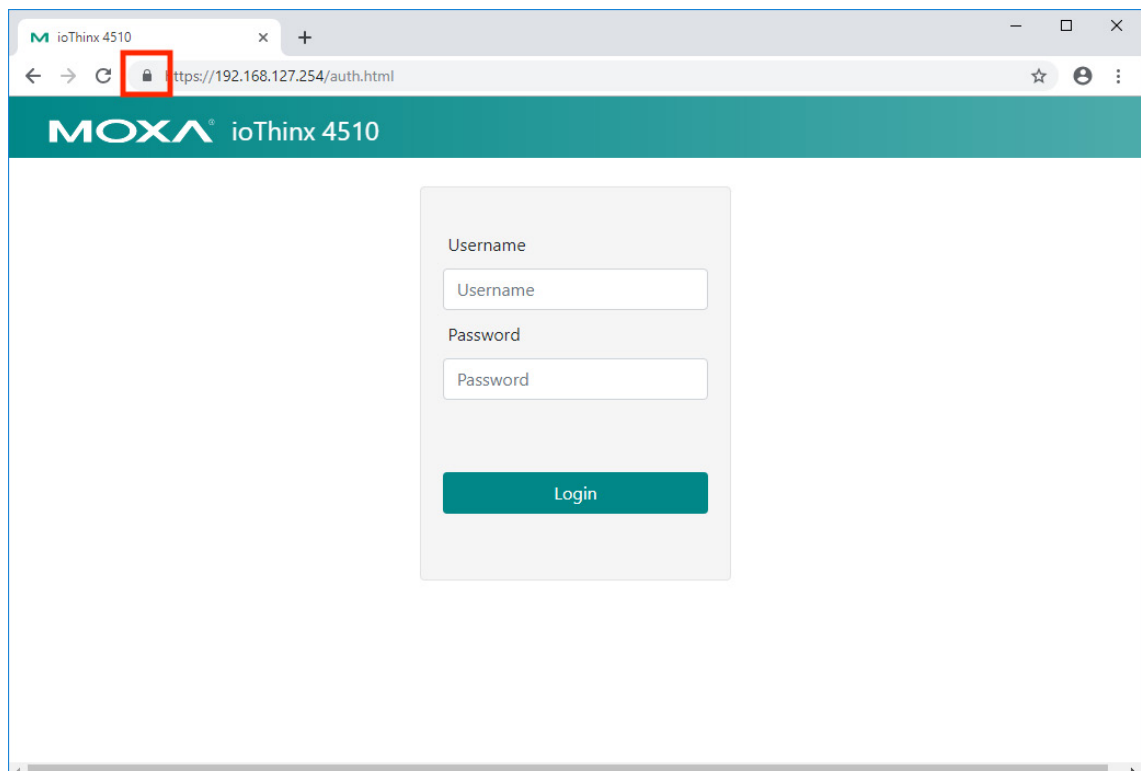 ioThinx 4510
https://192.168.127.254/auth.html
MOXA® ioThinx 4510
Username
Username
Password
Password
Login